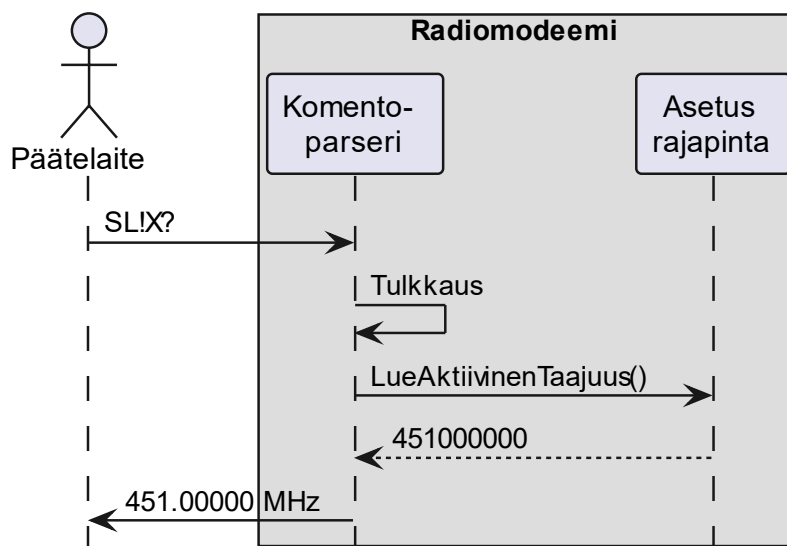 Radiomodeemi
Komento-
parseri
Asetus
rajapinta
Päätelaite
SL!X?
Tulkkaus
LueAktiivinenTaajuus()
451000000
451.00000 MHz